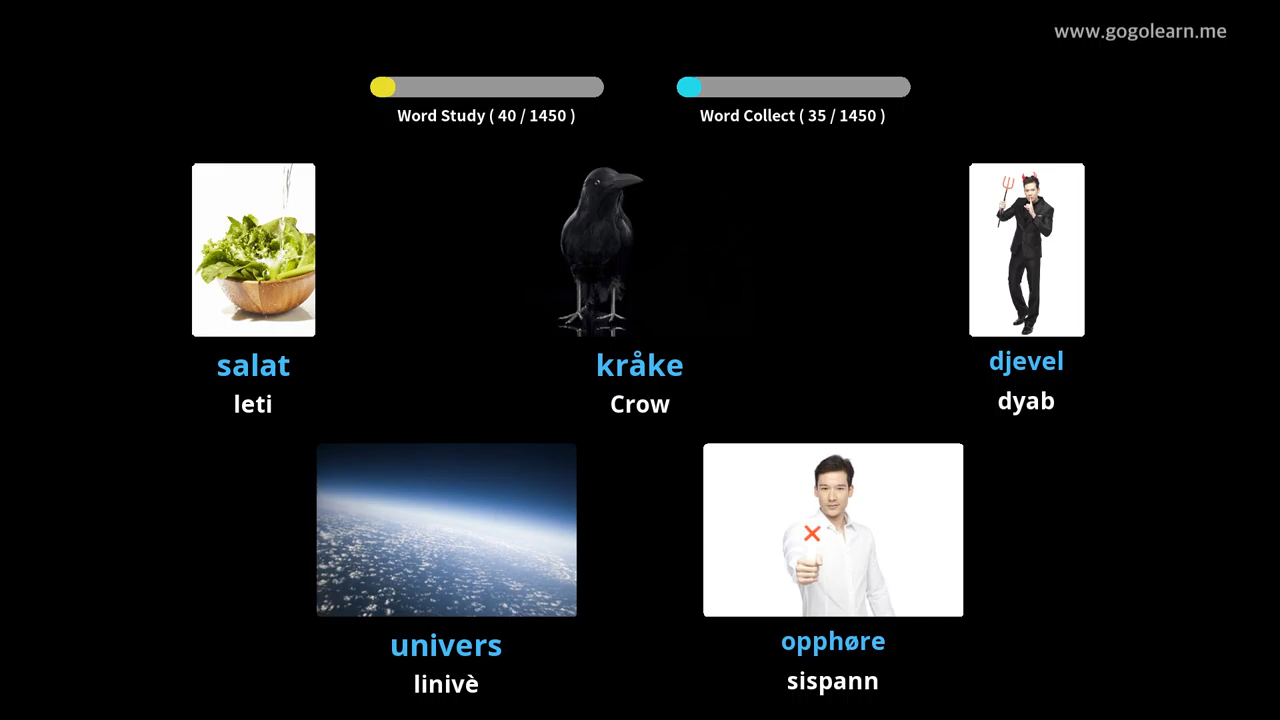 www.gogolearn.me
Word Study ( 40 / 1450 )
Word Collect ( 35 / 1450 )
salat
leti
kråke
Crow
djevel
dyab
univers
linivè
opphøre
sispann